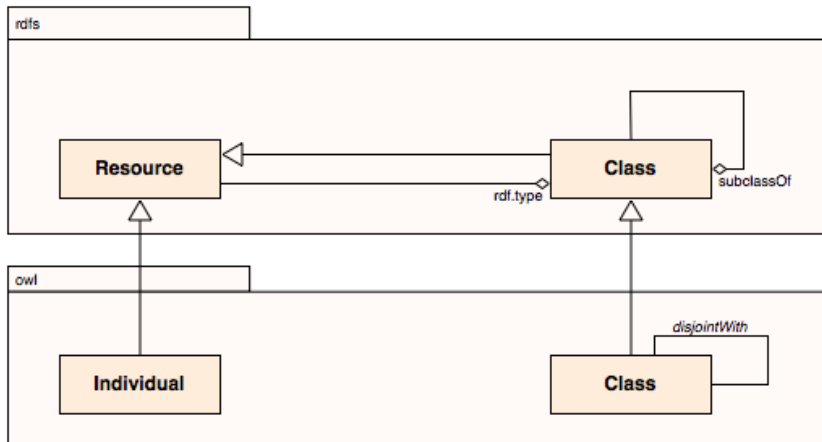 rdfs
Resource
Class
rdf.type
subclassOf
owl
disjointWith
Individual
Class